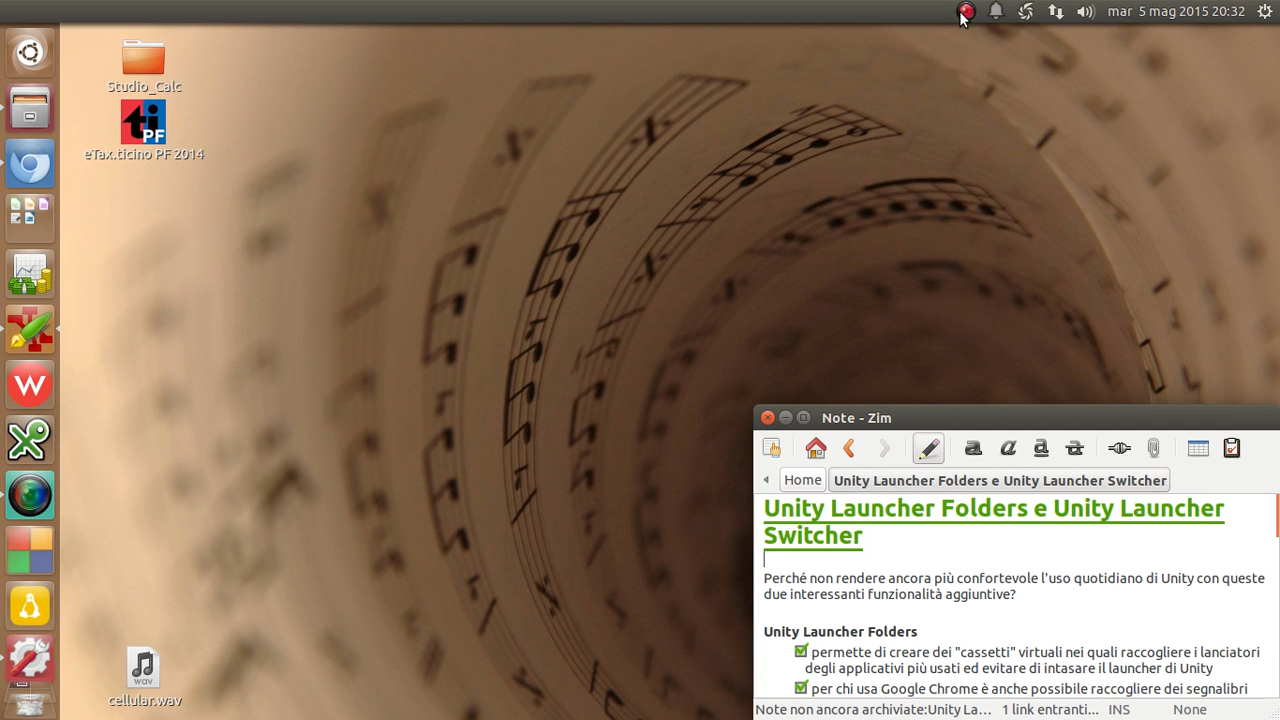 mar 5 mag 2015 20:32
Studio_Calc
ti
PF
eTax.ticino PF 2014
W
Note - Zim
a a a a
Home
Unity Launcher Folders e Unity Launcher Switcher
Unity Launcher Folders e Unity Launcher
Switcher
Perché non rendere ancora più confortevole l'uso quotidiano di Unity con queste
due interessanti funzionalità aggiuntive?
Unity Launcher Folders
permette di creare dei "cassetti" virtuali nei quali raccogliere i lanciatori
degli applicativi più usati ed evitare di intasare il launcher di Unity
per chi usa Google Chrome è anche possibile raccogliere dei segnalibri
Note non ancora archiviate:Unity La... 1 link entranti... INS None
wav
cellular.wav